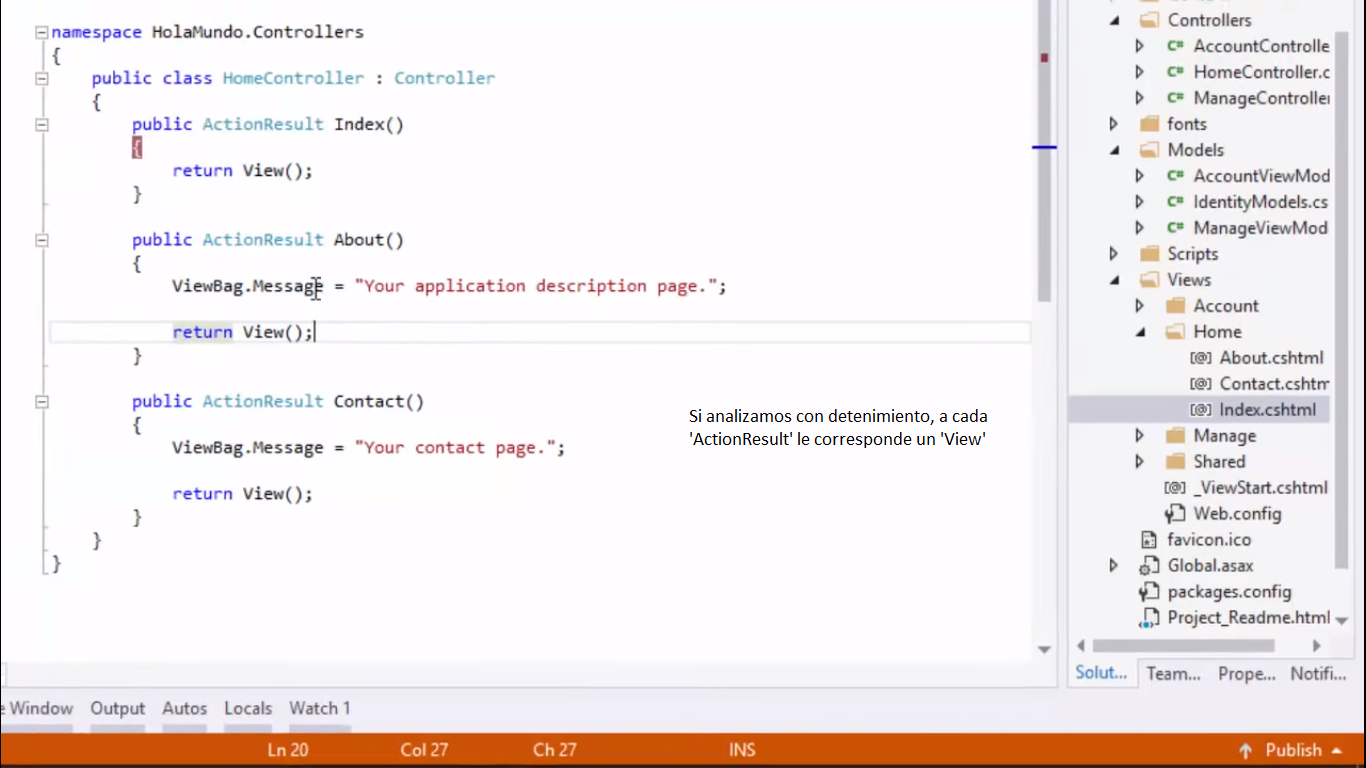 namespace HolaMundo.Controllers
{
public class HomeController : Controller
{
public ActionResult Index()
{
return View();
}
public ActionResult About()
{
ViewBag.Message = "Your application description page.";
return View();
}
public ActionResult Contact()
{
ViewBag.Message = "Your contact page.";
return View();
}
}
}
Si analizamos con detenimiento, a cada
'ActionResult' le corresponde un 'View'
Controllers
C# AccountControlle
C# HomeController.c
C# ManageController
fonts
Models
C# AccountViewMod
C# IdentityModels.cs
C# ManageViewMod
Scripts
Views
Account
Home
[@] About.cshtml
[@] Contact.cshtm
[@] Index.cshtml
Manage
Shared
[@] _ViewStart.cshtml
Web.config
favicon.ico
Global.asax
packages.config
Project_Readme.html
Solut... Team... Prope... Notifi...
e Window Output Autos Locals Watch 1
Ln 20 Col 27 Ch 27 INS Publish